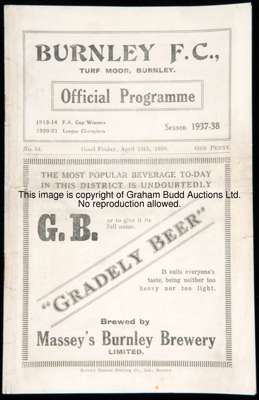 BURNLEY F.C.,
TURF MOOR, BURNLEY.
Official Programme
1913-14 F.A. Cup Winners
1920-21 League Champions
Season 1937-38
Good Friday, April 15th, 1938.
ONE PENNY.
THE MOST POPULAR BEVERAGE TO-DAY
IN THIS DISTRICT IS UNDOUBTEDLY
This image is copyright of Graham Budd Auctions Ltd.
No reproduction allowed.
G.B.
or to give it its
full name.
"GRADELY BEER"
It suits everyone's
taste, being neither too
heavy nor too light.
Brewed by
Massey's Burnley Brewery
LIMITED.